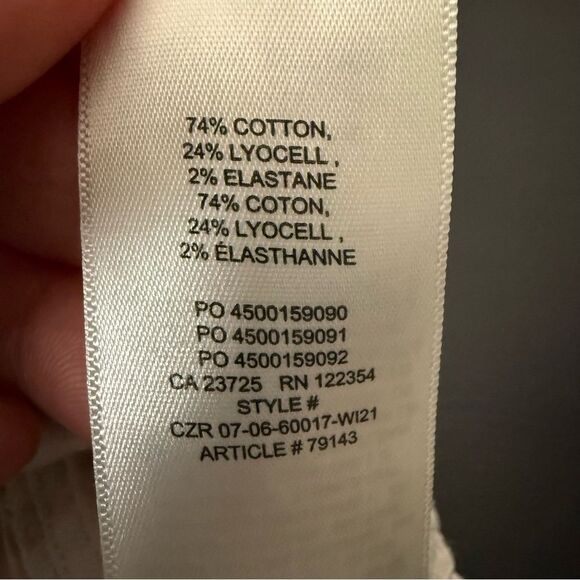 74% COTTON,
24% LYOCELL ,
2% ELASTANE
74% COTON,
24% LYOCELL ,
2% ÉLASTHANNE
PO 4500159090
PO 4500159091
PO 4500159092
CA 23725 RN 122354
STYLE #
CZR 07-06-60017-WI21
ARTICLE # 79143